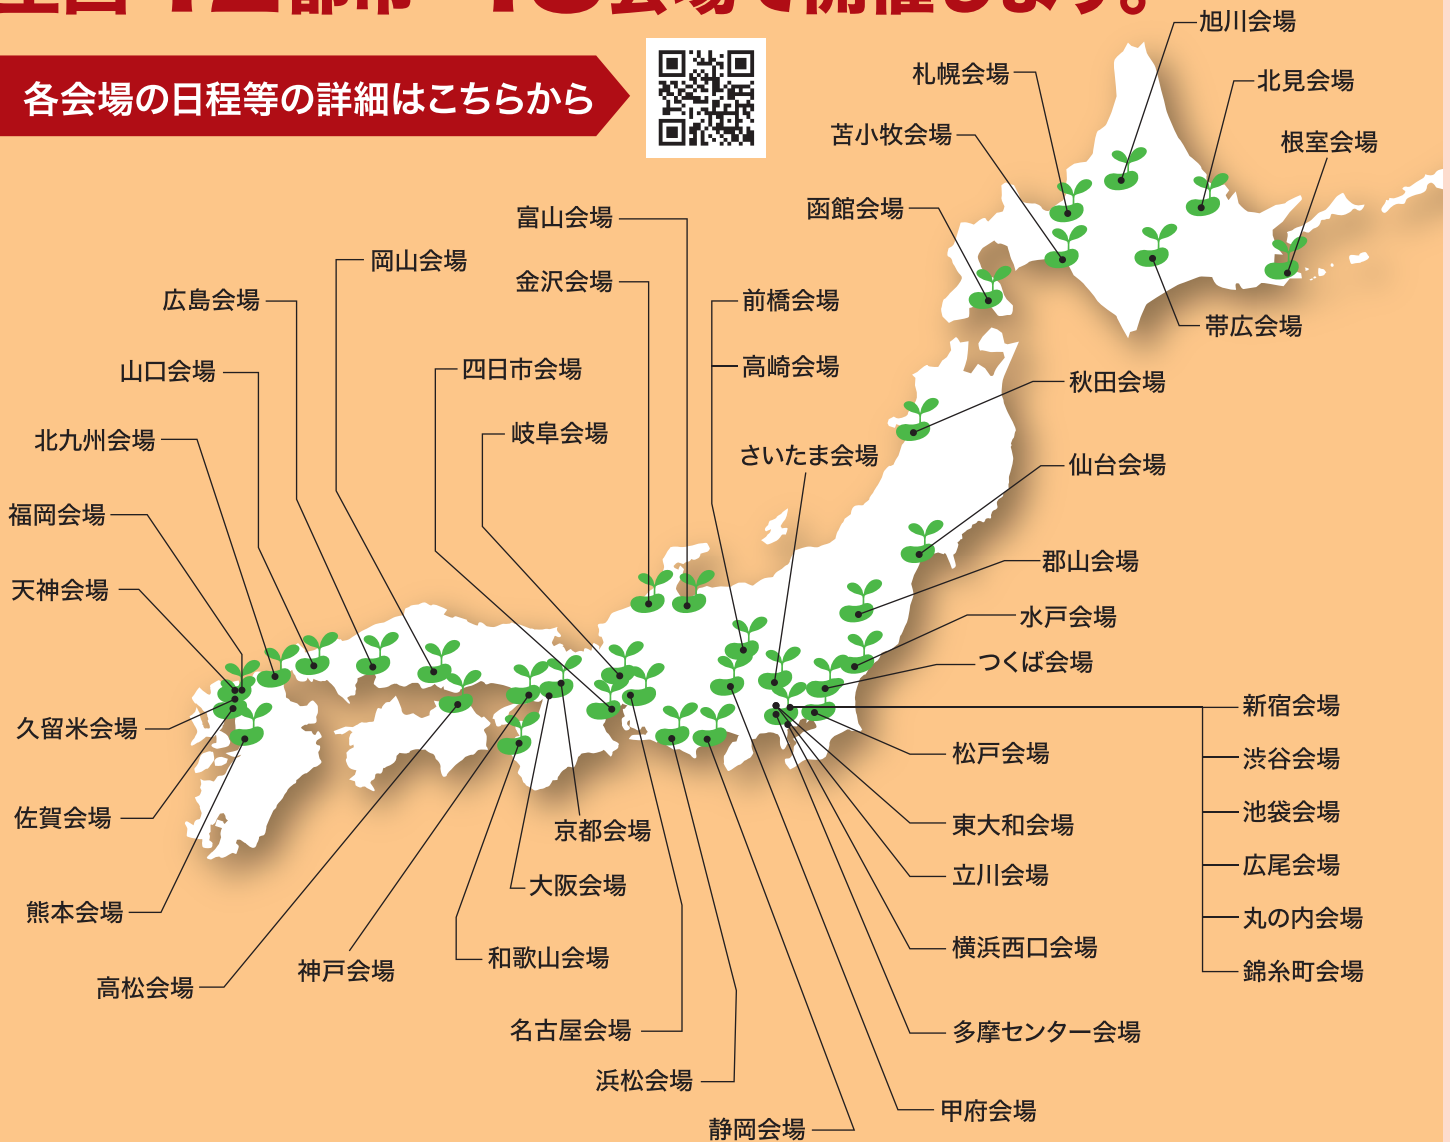 会場で開催します。
各会場の日程等の詳細はこちらから
旭川会場
札幌会場
北見会場
苫小牧会場
根室会場
函館会場
富山会場
岡山会場
金沢会場
広島会場
前橋会場
帯広会場
山口会場
四日市会場
高崎会場
秋田会場
北九州会場
岐阜会場
さいたま会場
仙台会場
福岡会場
郡山会場
天神会場
水戸会場
つくば会場
久留米会場
新宿会場
松戸会場
渋谷会場
佐賀会場
京都会場
東大和会場
池袋会場
大阪会場
立川会場
広尾会場
熊本会場
丸の内会場
和歌山会場
横浜西口会場
神戸会場
錦糸町会場
高松会場
名古屋会場
多摩センター会場
浜松会場
甲府会場
静岡会場